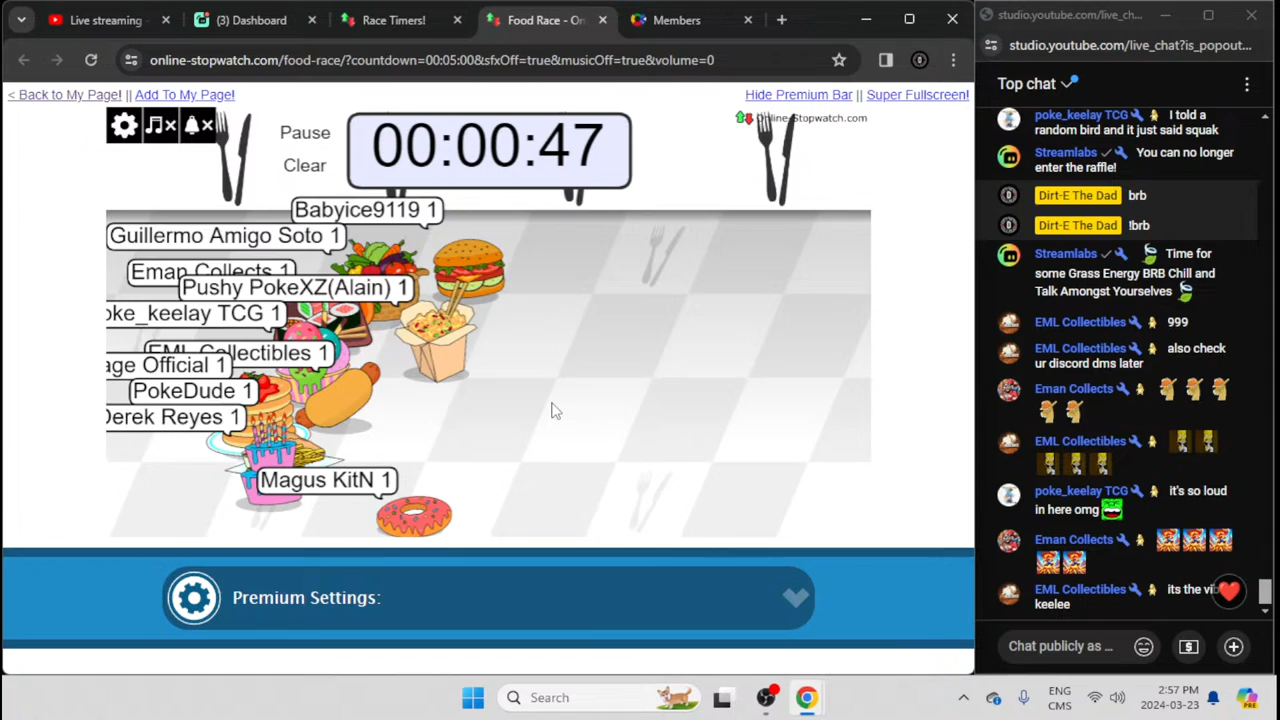 Live streaming
(3) Dashboard
Race Timers!
Food Race - On
Members
online-stopwatch.com/food-race/?countdown=00:05:00&sfxOff=true&musicOff=true&volume=0
< Back to My Page! || Add To My Page!
Hide Premium Bar || Super Fullscreen!
Pause
Clear
00:00:47
Online-Stopwatch.com
Babyice9119 1
Guillermo Amigo Soto 1
Eman Collects 1
Pushy PokeXZ(Alain) 1
oke_keelay TCG 1
EML Collectibles 1
age Official 1
PokeDude 1
Derek Reyes 1
Magus KitN 1
Premium Settings:
studio.youtube.com/live_ch...
studio.youtube.com/live_chat?is_popout...
Top chat
poke_keelay TCG I told a
random bird and it just said squak
Streamlabs You can no longer
enter the raffle!
Dirt-E The Dad brb
Dirt-E The Dad !brb
Streamlabs Time for
some Grass Energy BRB Chill and
Talk Amongst Yourselves
EML Collectibles 999
EML Collectibles also check
ur discord dms later
Eman Collects
EML Collectibles
poke_keelay TCG it's so loud
in here omg
Eman Collects
EML Collectibles its the vi
keelee
Chat publicly as ...
Search
ENG
CMS
2:57 PM
2024-03-23
PRE